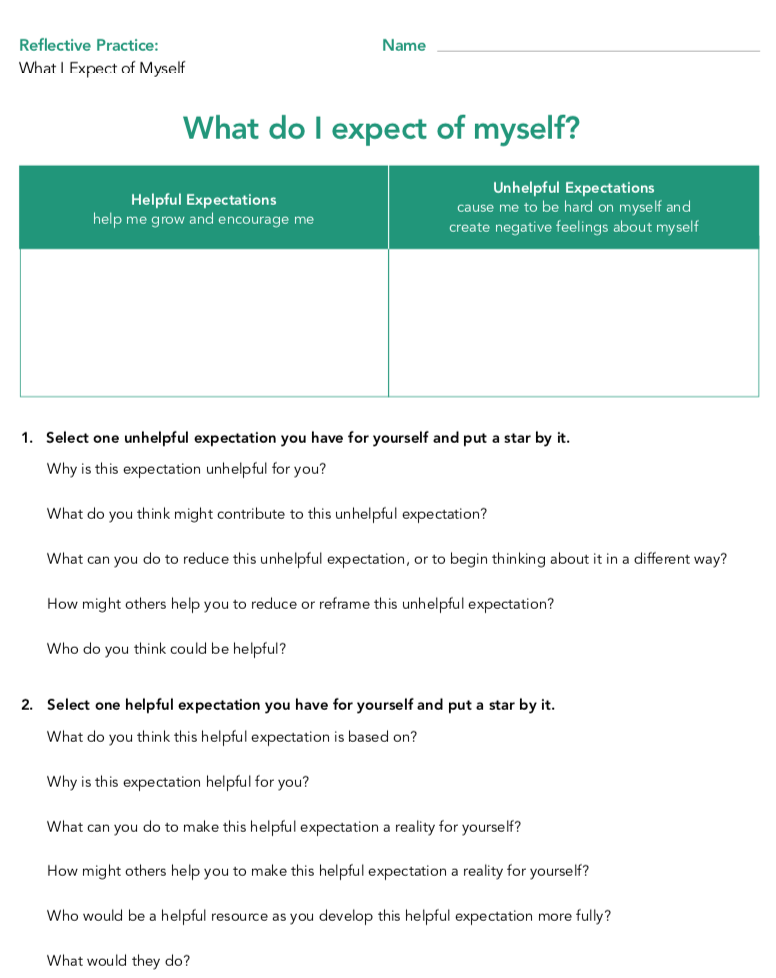 Reflective Practice:
Name
What I Expect of Myself
What do I expect of myself?
Helpful Expectations
help me grow and encourage me
Unhelpful Expectations
cause me to be hard on myself and
create negative feelings about myself
1. Select one unhelpful expectation you have for yourself and put a star by it.
Why is this expectation unhelpful for you?
What do you think might contribute to this unhelpful expectation?
What can you do to reduce this unhelpful expectation, or to begin thinking about it in a different way?
How might others help you to reduce or reframe this unhelpful expectation?
Who do you think could be helpful?
2. Select one helpful expectation you have for yourself and put a star by it.
What do you think this helpful expectation is based on?
Why is this expectation helpful for you?
What can you do to make this helpful expectation a reality for yourself?
How might others help you to make this helpful expectation a reality for yourself?
Who would be a helpful resource as you develop this helpful expectation more fully?
What would they do?